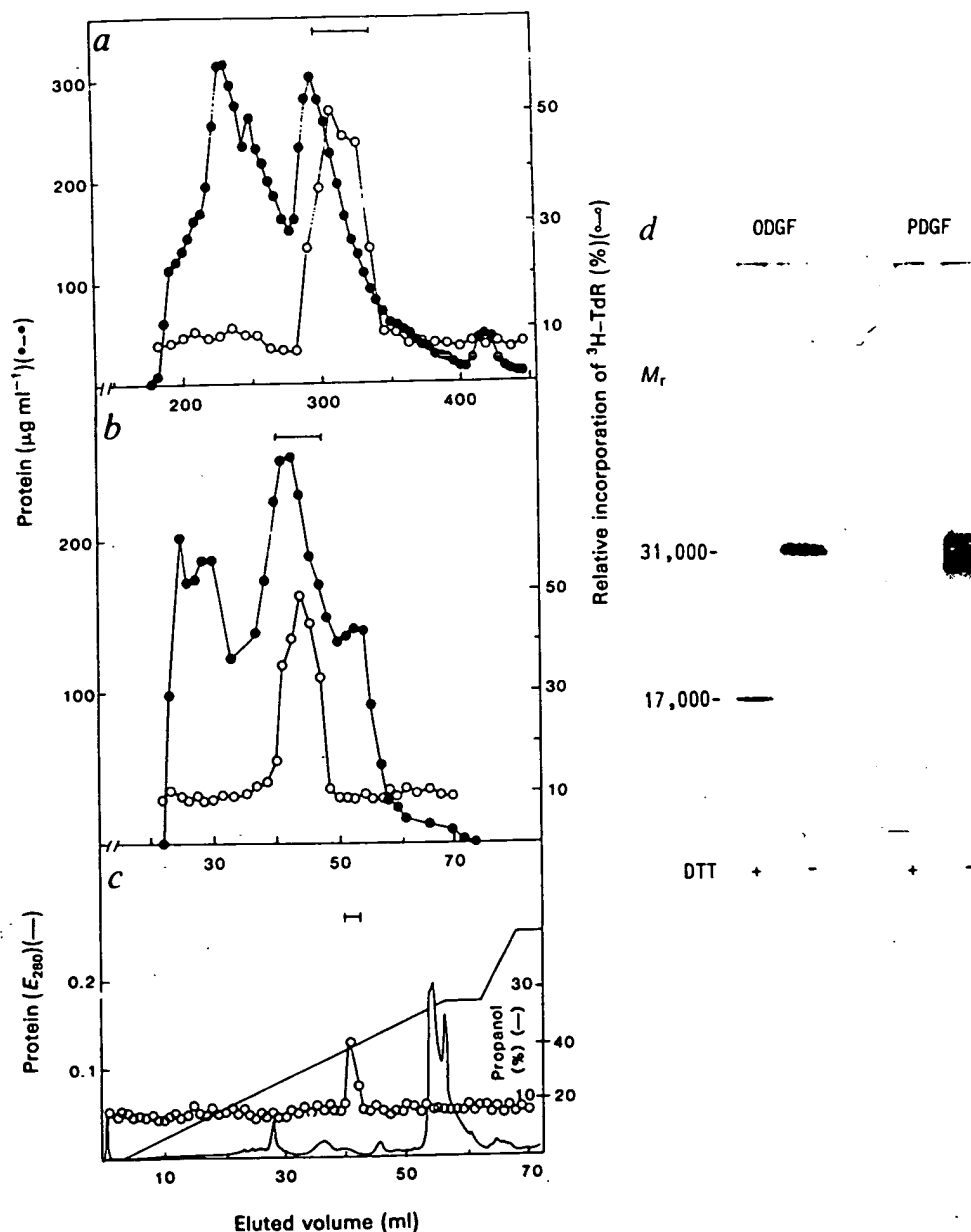 a
300
200
100
50
30
10
200 300 400
Protein (µg ml⁻¹)(•—•)
Relative incorporation of ³H–TdR (%)(o—o)
b
200
100
50
30
10
30 50 70
c
Protein (E₂₈₀)(—)
0.2
0.1
Propanol
(%) (—)
30
10
40
20
10 30 50 70
Eluted volume (ml)
d
ODGF PDGF
Mr
31,000-
17,000-
DTT + - + -